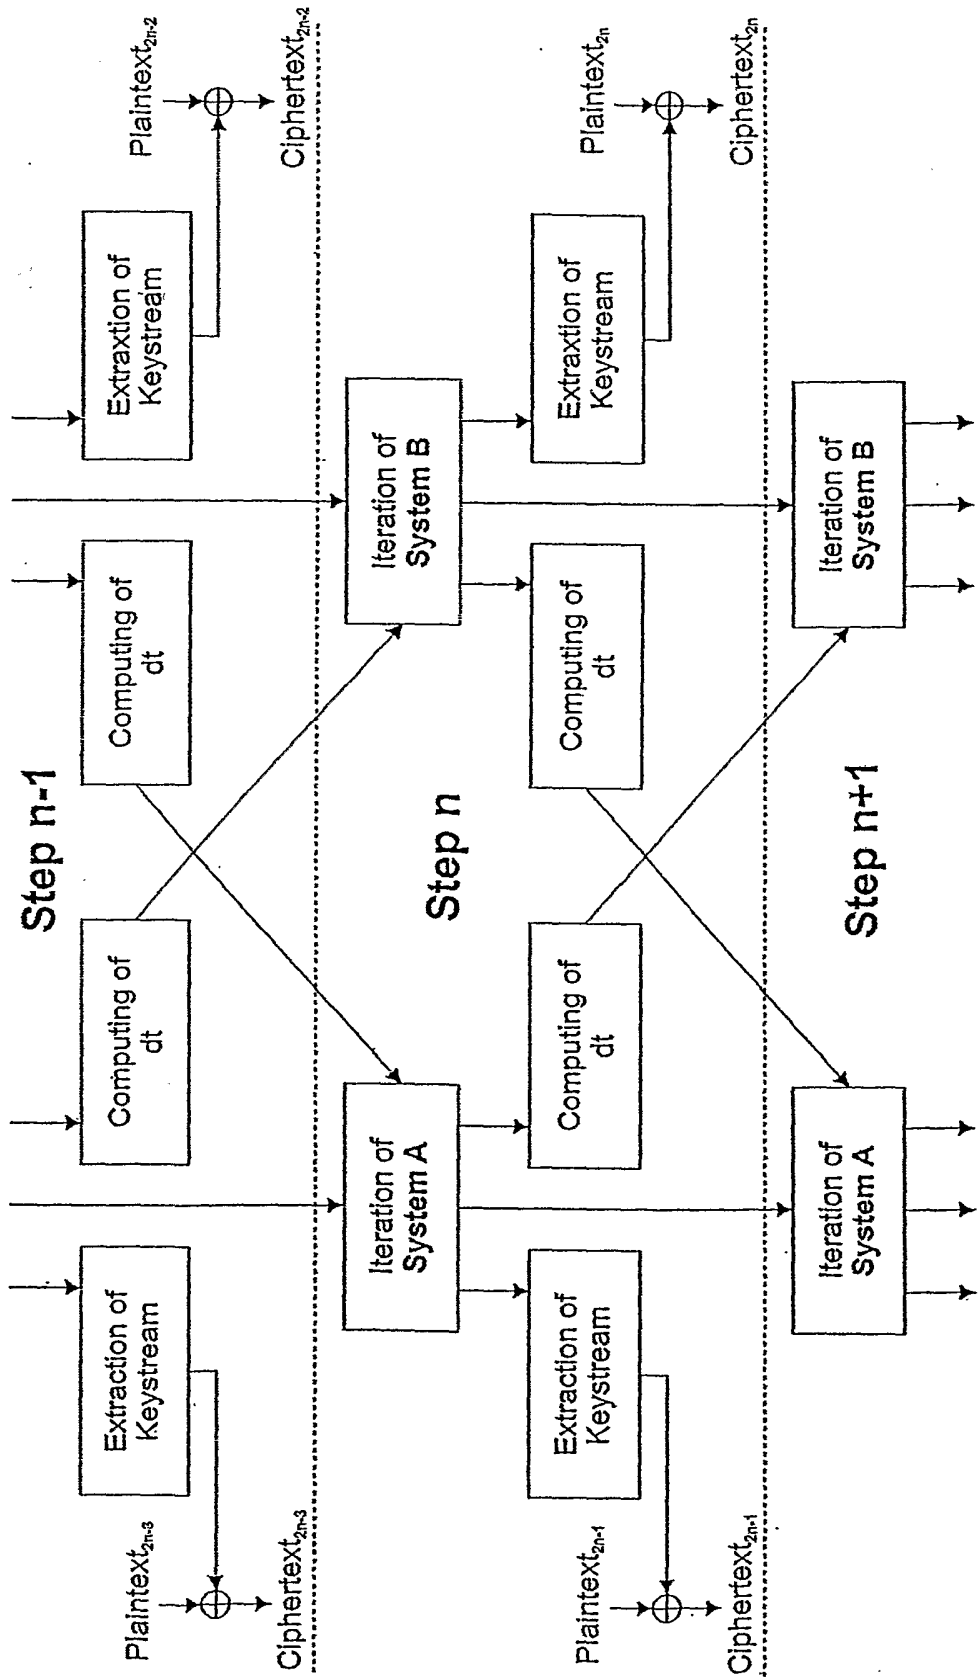 Step n-1
Extraction of
Keystream
Computing of
dt
Computing of
dt
Extraxtion of
Keystream
Plaintext2n-3
Plaintext2n-2
Ciphertext2n-3
Ciphertext2n-2
Iteration of
System A
Step n
Iteration of
System B
Extraction of
Keystream
Computing of
dt
Computing of
dt
Extraxtion of
Keystream
Plaintext2n-1
Plaintext2n
Ciphertext2n-1
Ciphertext2n
Iteration of
System A
Step n+1
Iteration of
System B